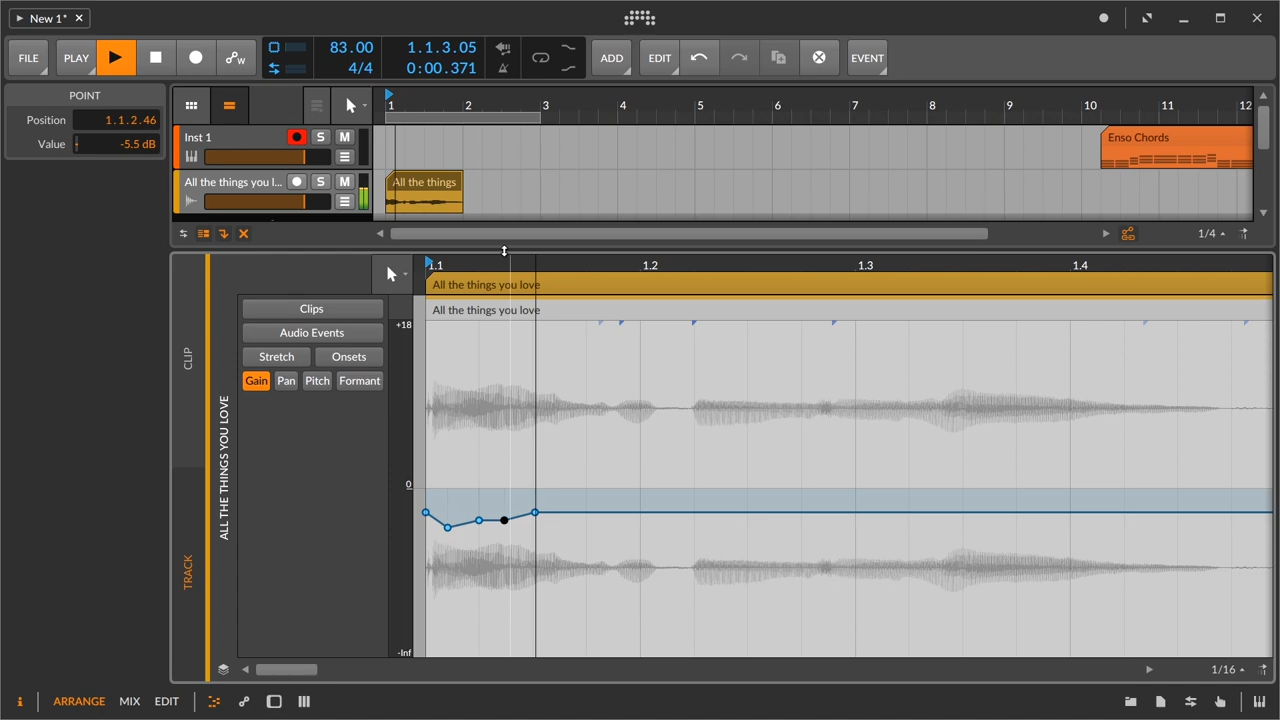 New 1*
FILE
PLAY
83.00
4/4
1.1.3.05
0:00.371
ADD
EDIT
EVENT
POINT
Position 1.1.2.46
Value -5.5 dB
1 2 3 4 5 6 7 8 9 10 11 12
Inst 1 S M
Enso Chords
All the things you l... S M
All the things
1/4
1.1 1.2 1.3 1.4
All the things you love
All the things you love
Clips
Audio Events
Stretch Onsets
Gain Pan Pitch Formant
+18
0
-Inf
CLIP
TRACK
ALL THE THINGS YOU LOVE
1/16
i ARRANGE MIX EDIT